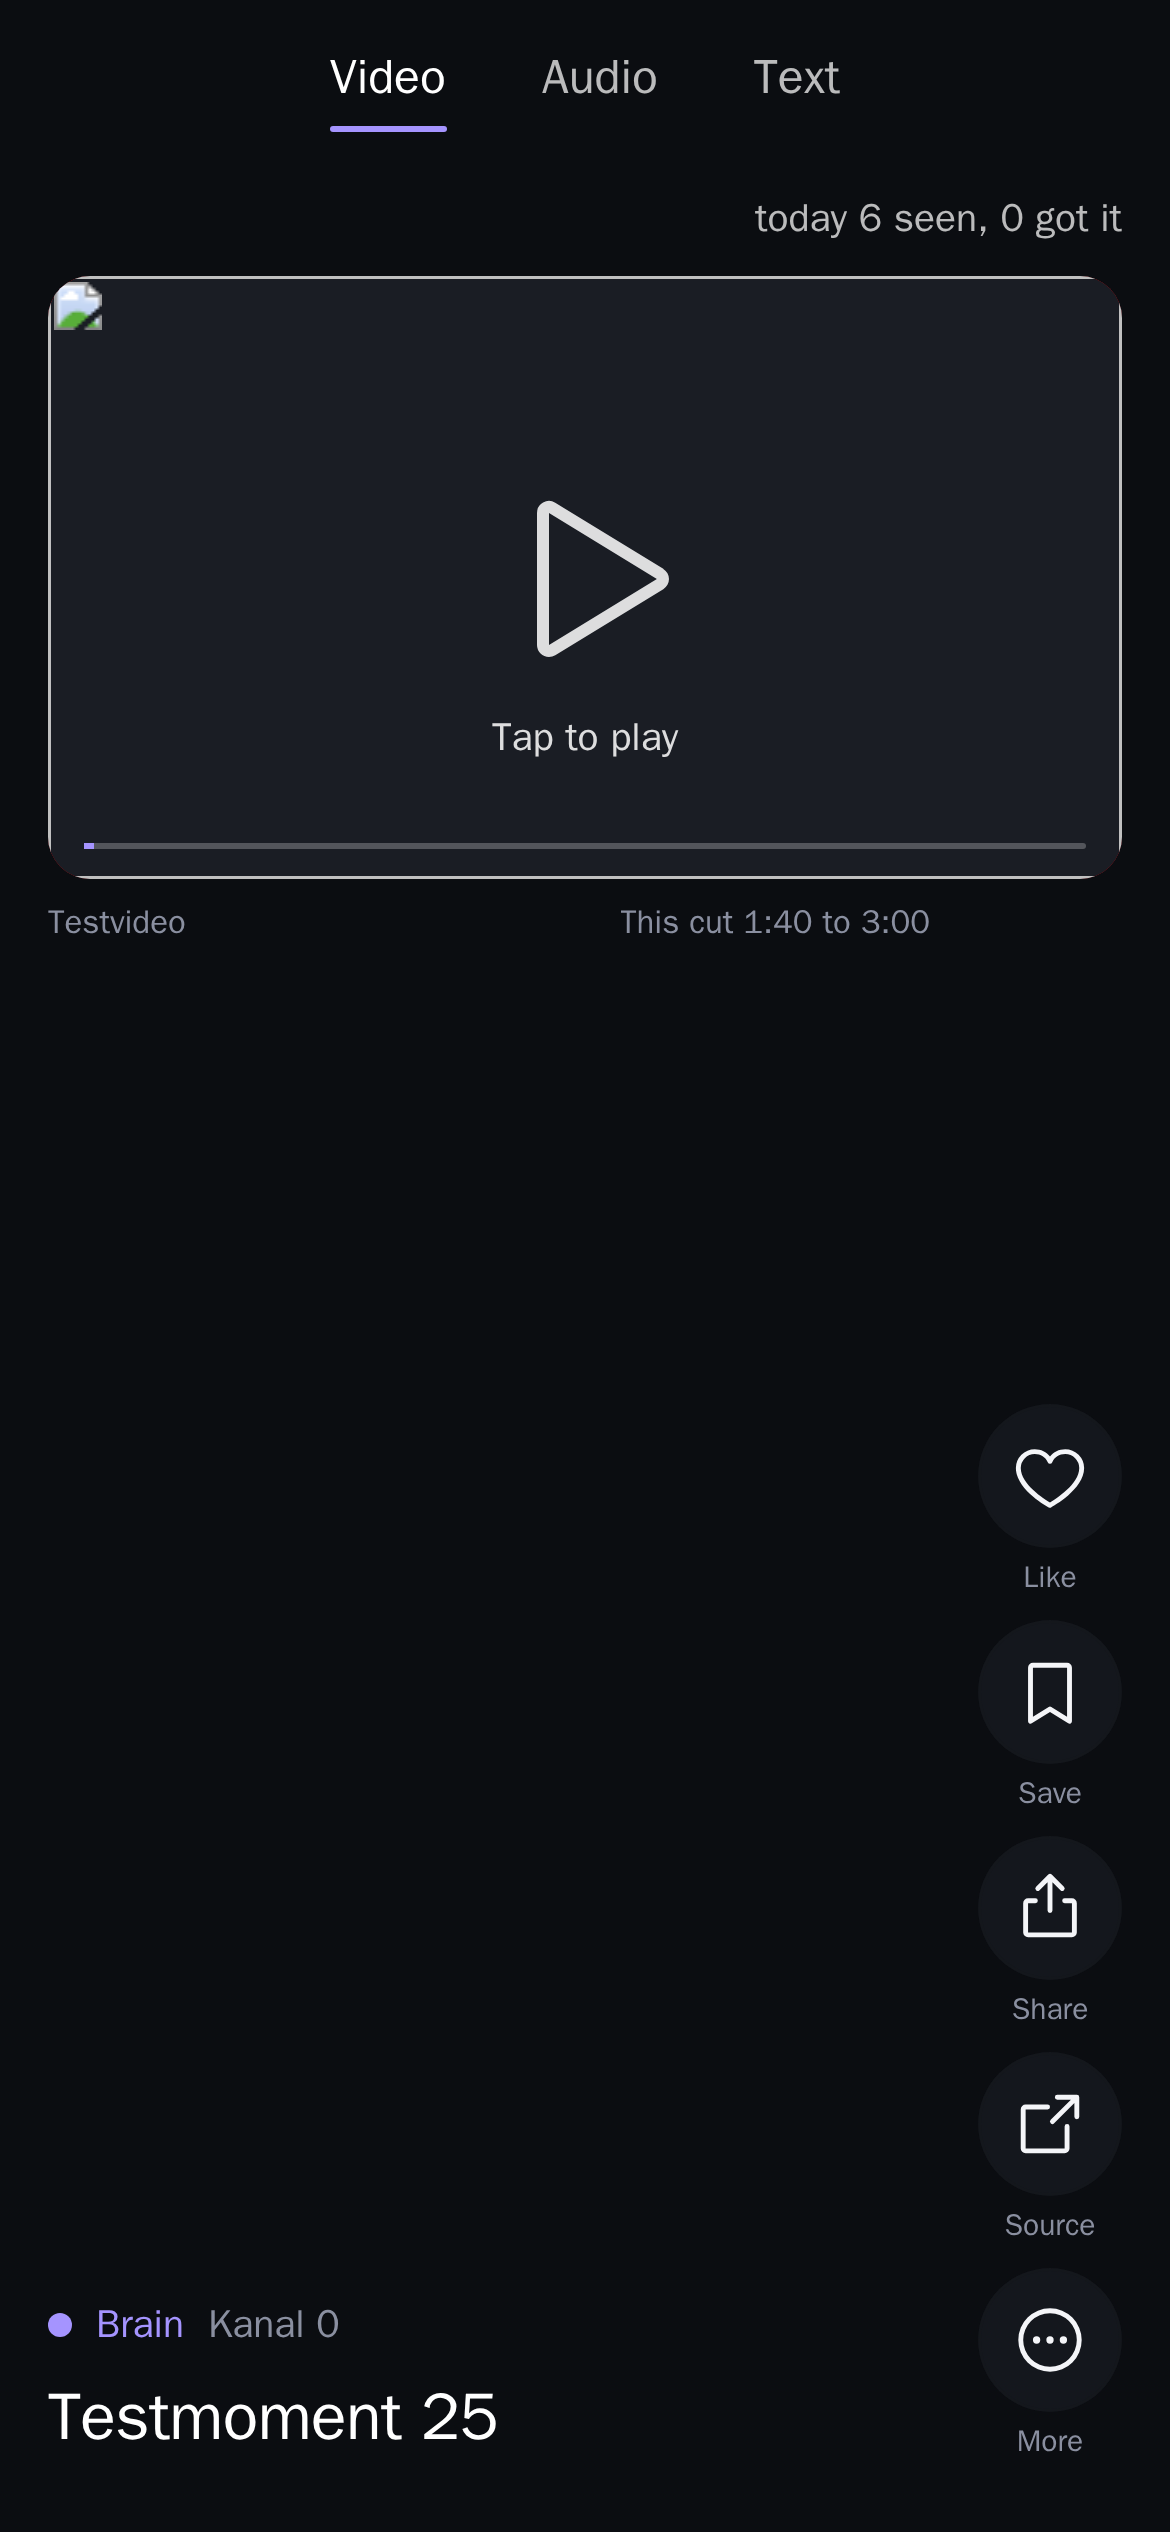 Video Audio Text
today 6 seen, 0 got it
Tap to play
Testvideo This cut 1:40 to 3:00
Like
Save
Share
Source
Brain Kanal 0
Testmoment 25
More